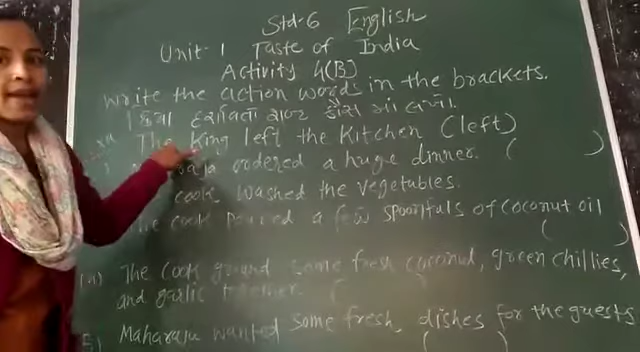 Std-6 English
Unit-1 Taste of India
Activity 4(B)
Write the action words in the brackets.
ક્રિયા દર્શાવતા શબ્દ કૌંસ માં લખો.
The King left the Kitchen (left)
ordered a huge dinner. ( )
cook washed the vegetables.
cook poured a few spoonfuls of coconut oil
( )
The cook ground some fresh coconut, green chillies,
and garlic together. ( )
5) Maharaja wanted some fresh dishes for the guests
( )